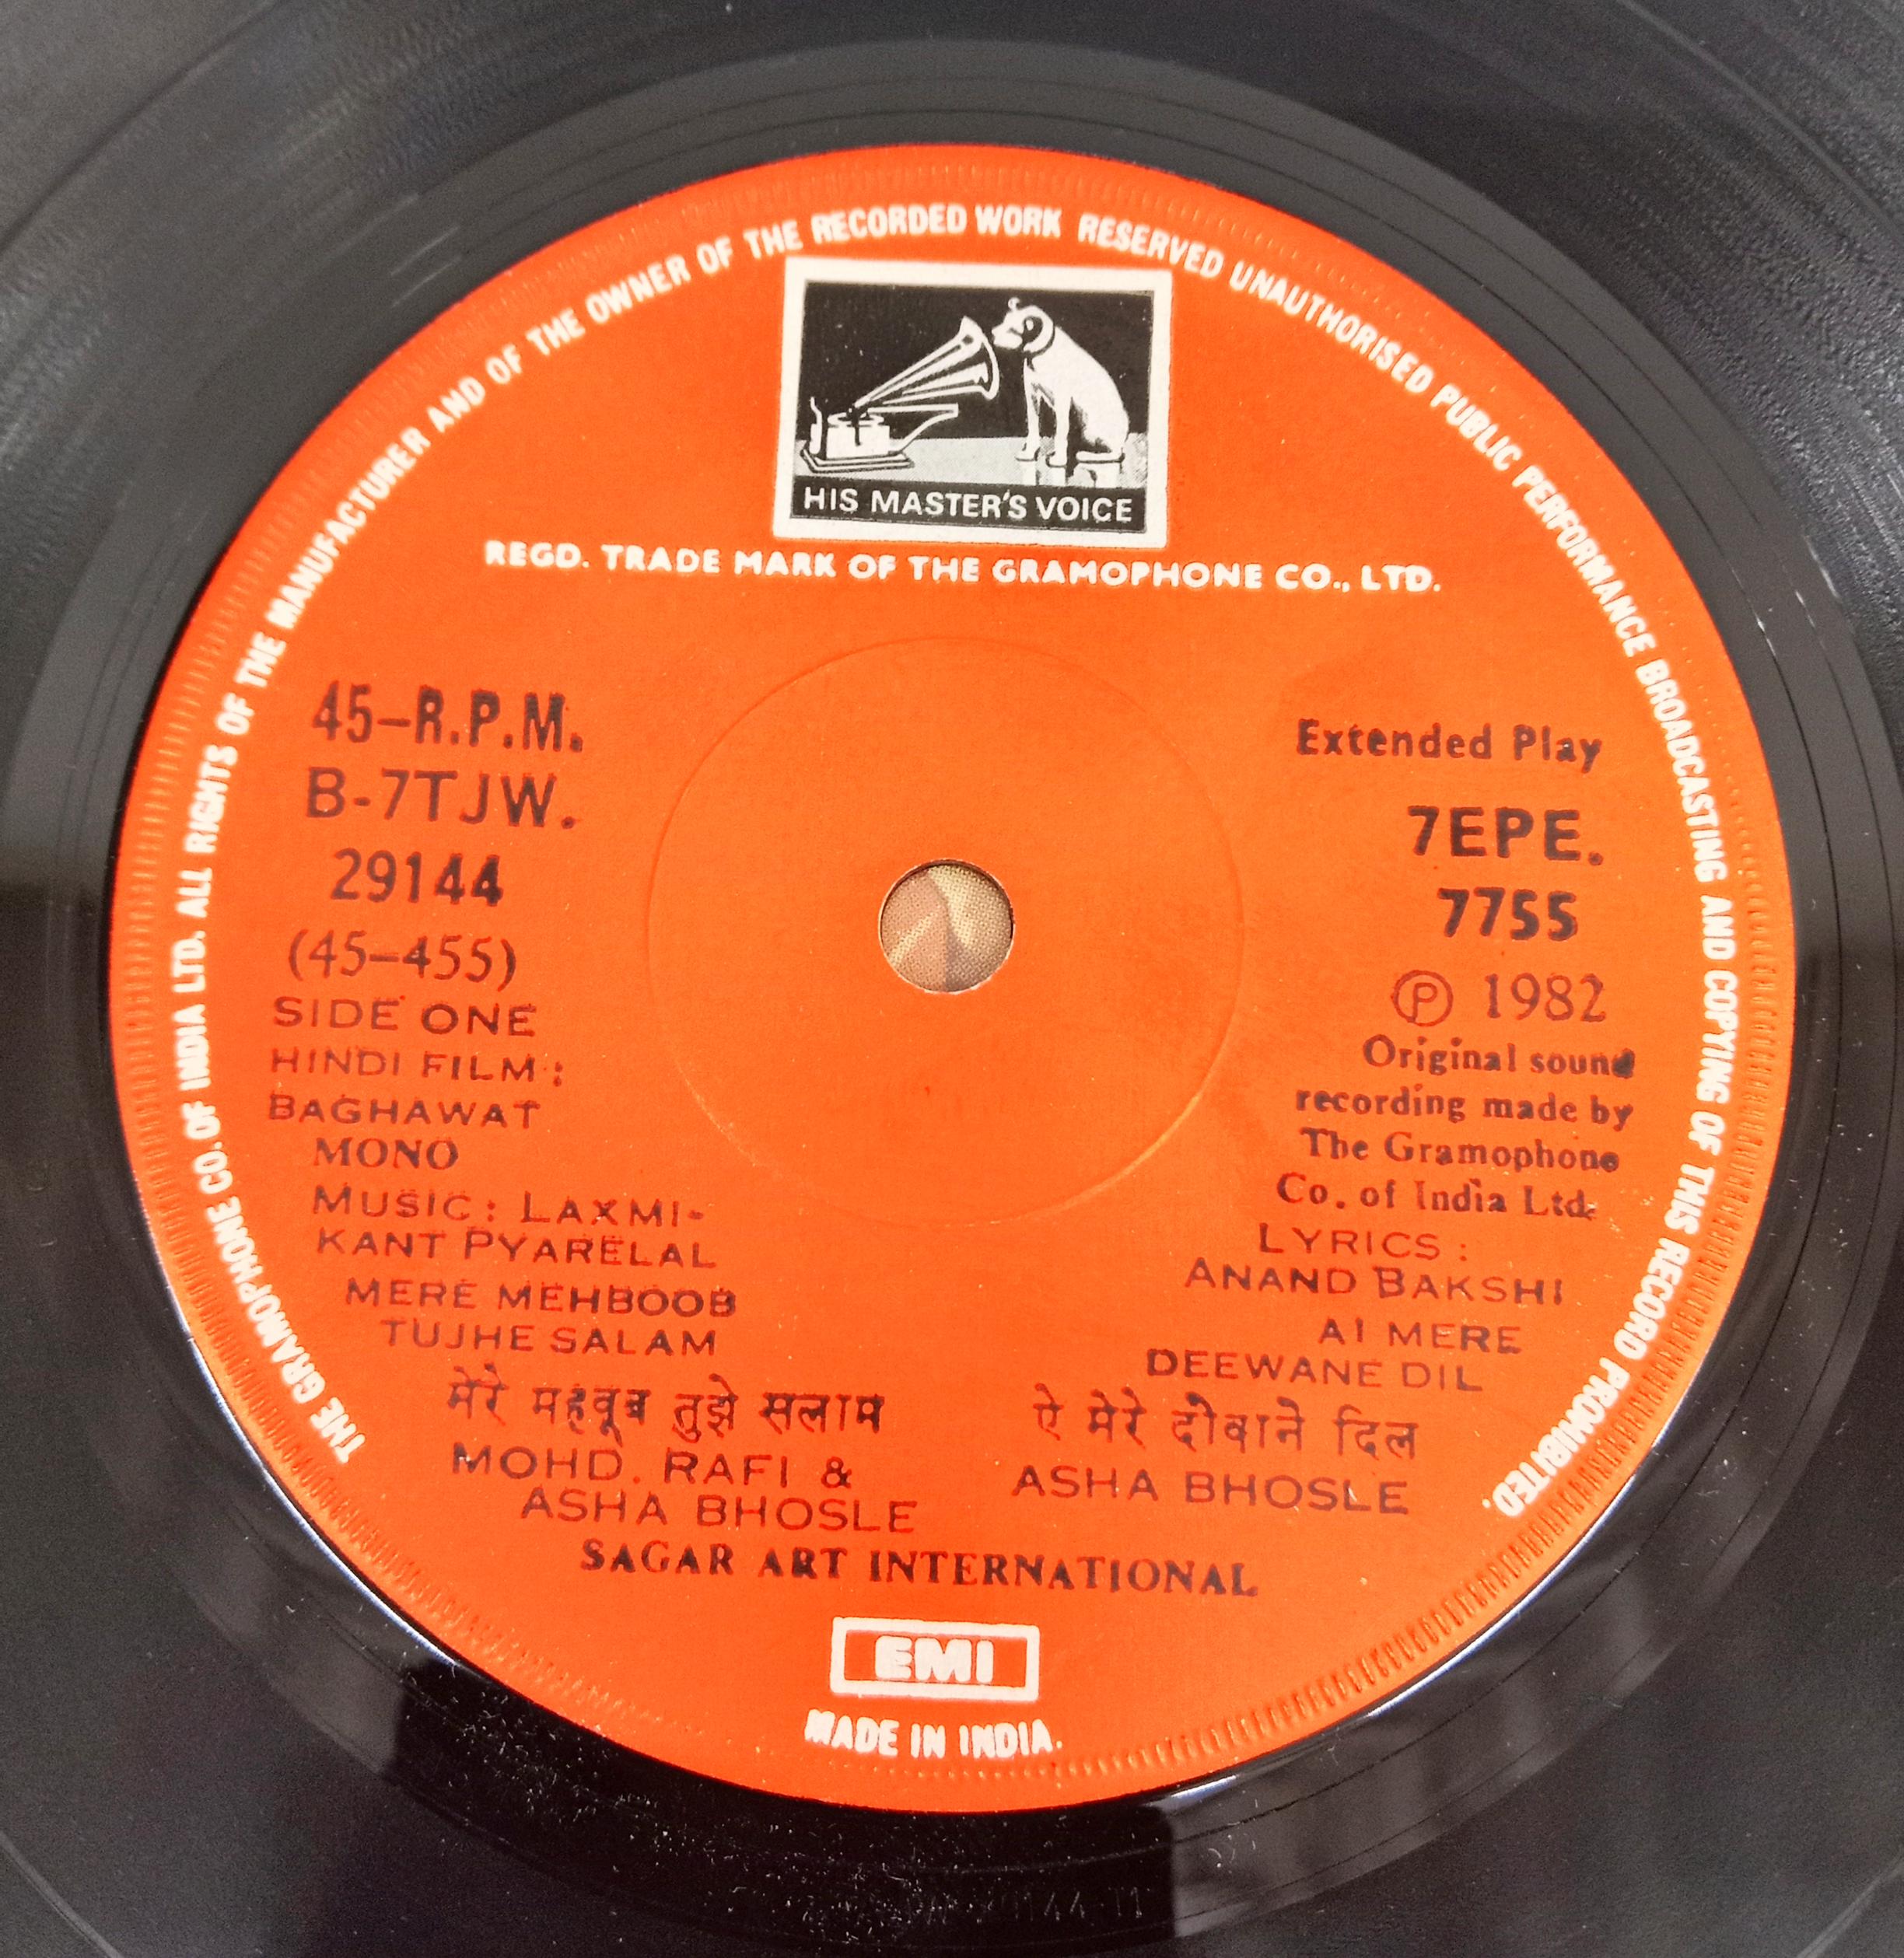 THE GRAMOPHONE CO. OF INDIA LTD. ALL RIGHTS OF THE MANUFACTURER AND OF THE OWNER OF THE RECORDED WORK RESERVED UNAUTHORISED PUBLIC PERFORMANCE BROADCASTING AND COPYING OF THIS RECORD PROHIBITED.
HIS MASTER'S VOICE
REGD. TRADE MARK OF THE GRAMOPHONE CO., LTD.
45–R.P.M.
B-7TJW.
29144
(45–455)
SIDE ONE
HINDI FILM:
BAGHAWAT
MONO
MUSIC: LAXMI-
KANT PYARELAL
MERE MEHBOOB
TUJHE SALAM
मेरे महबूब तुझे सलाम
MOHD. RAFI &
ASHA BHOSLE
Extended Play
7EPE.
7755
Ⓟ 1982
Original sound
recording made by
The Gramophone
Co. of India Ltd.
LYRICS:
ANAND BAKSHI
AI MERE
DEEWANE DIL
ऐ मेरे दीवाने दिल
ASHA BHOSLE
SAGAR ART INTERNATIONAL
EMI
MADE IN INDIA.